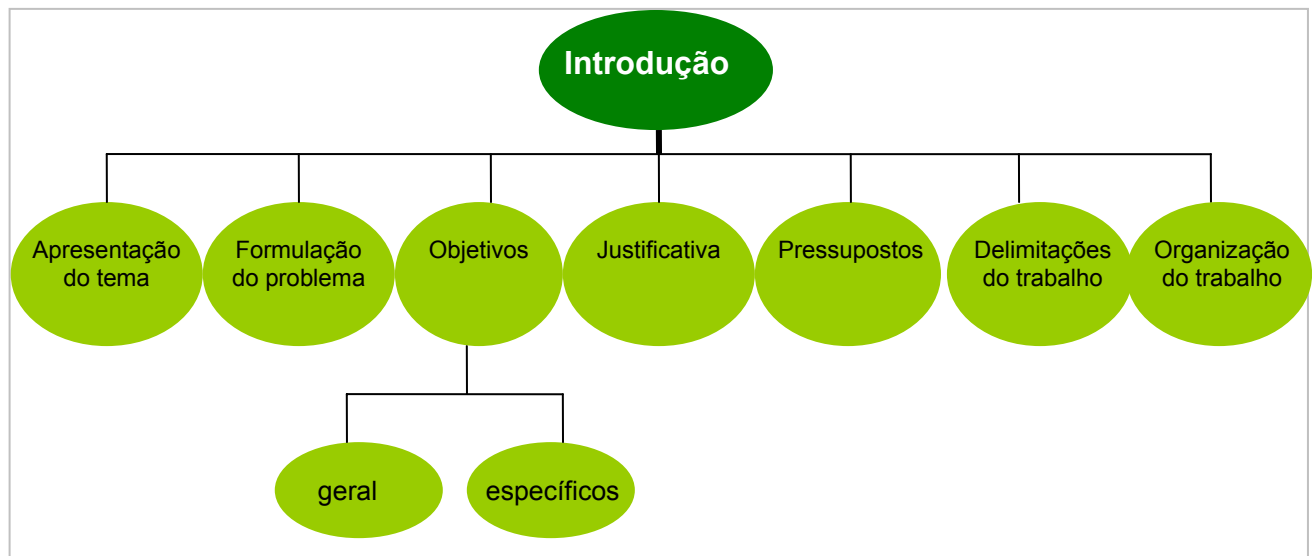 Introdução
Apresentação
do tema
Formulação
do problema
Objetivos
Justificativa
Pressupostos
Delimitações
do trabalho
Organização
do trabalho
geral
específicos